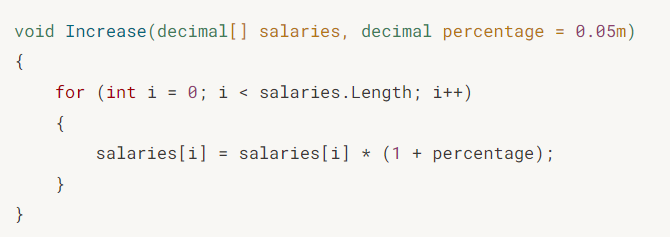 void Increase(decimal[] salaries, decimal percentage = 0.05m)
{
    for (int i = 0; i < salaries.Length; i++)
    {
        salaries[i] = salaries[i] * (1 + percentage);
    }
}